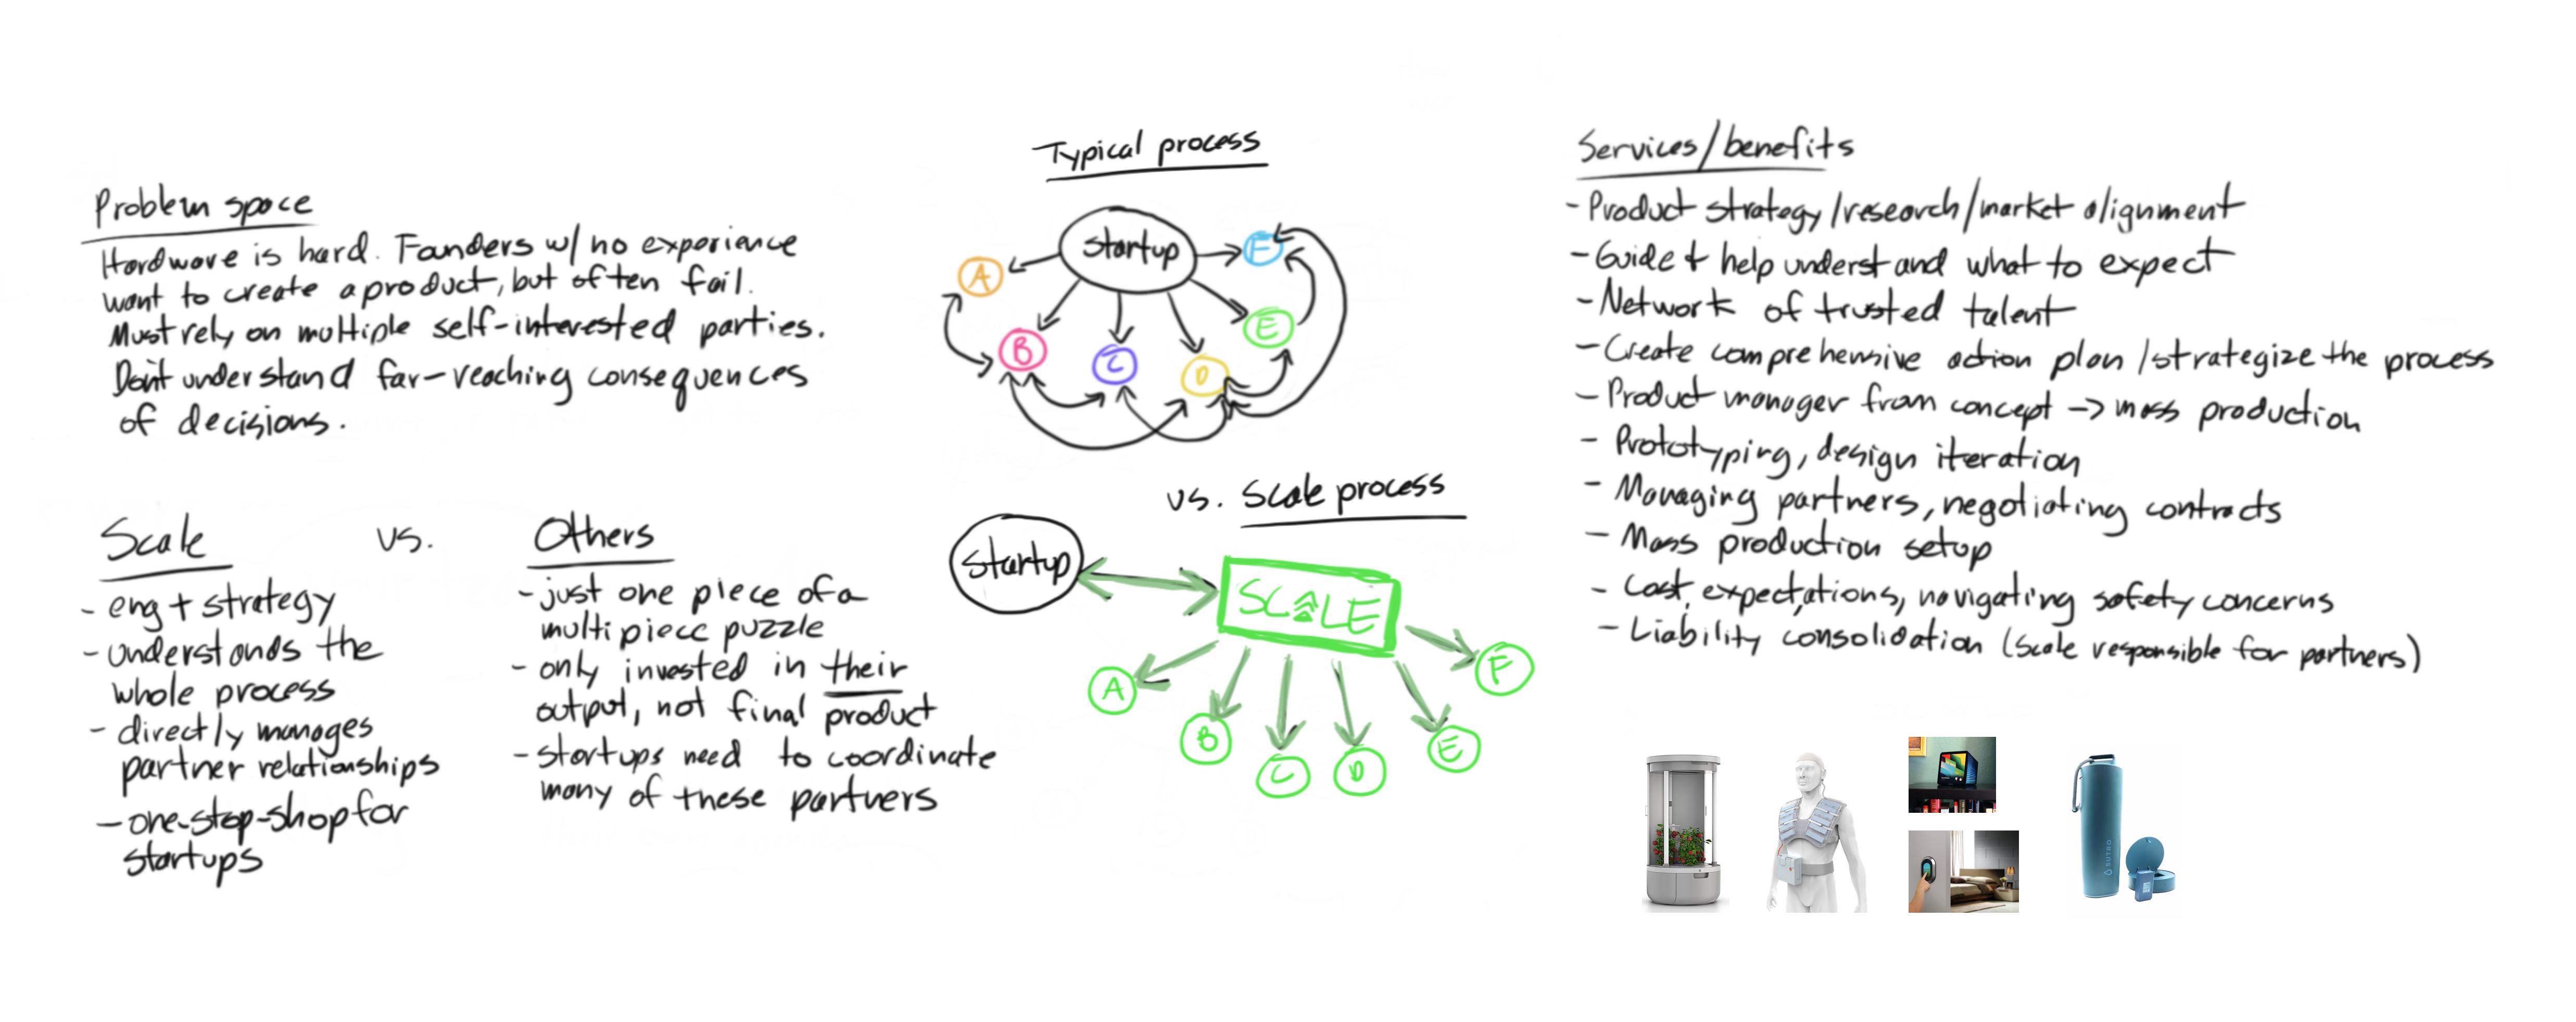 Problem space
Hardware is hard. Founders w/ no experience
want to create a product, but often fail.
Must rely on multiple self-interested parties.
Don't understand far-reaching consequences
of decisions.
Scale vs. Others
Scale
- eng + strategy
- understands the
whole process
- directly manages
partner relationships
- one-stop-shop for
startups
- just one piece of a
multi piece puzzle
- only invested in their
output, not final product
- startups need to coordinate
many of these partners
Typical process
Startup
A
B
C
D
E
F
vs. Scale process
Startup
SCALE
A
B
C
D
E
F
Services/benefits
- Product strategy/research/market alignment
- Guide + help understand what to expect
- Network of trusted talent
- Create comprehensive action plan/strategize the process
- Product manager from concept -> mass production
- Prototyping, design iteration
- Managing partners, negotiating contracts
- Mass production setup
- Cost, expectations, navigating safety concerns
- Liability consolidation (Scale responsible for partners)
SUTRO